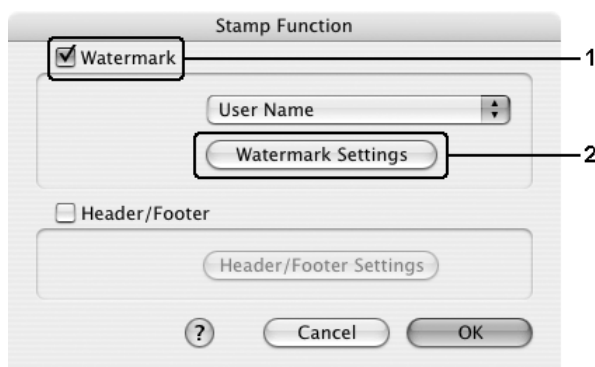 Stamp Function
Watermark
1
User Name
Watermark Settings
2
Header/Footer
Header/Footer Settings
?
Cancel
OK